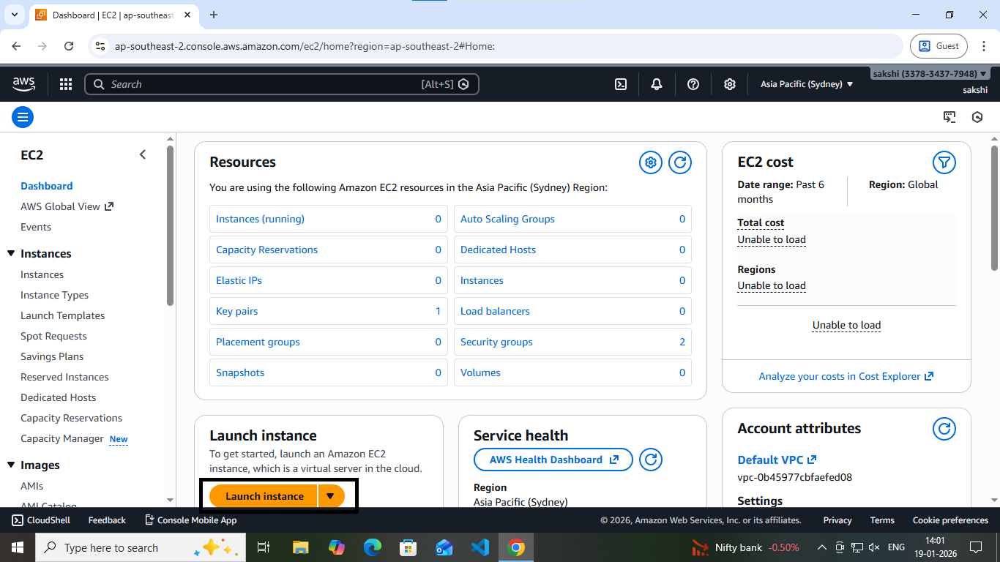 Dashboard | EC2 | ap-southeast
ap-southeast-2.console.aws.amazon.com/ec2/home?region=ap-southeast-2#Home:
Guest
aws
Search
[Alt+S]
Asia Pacific (Sydney)
sakshi (3378-3437-7948)
sakshi
EC2
Dashboard
AWS Global View
Events
Instances
Instances
Instance Types
Launch Templates
Spot Requests
Savings Plans
Reserved Instances
Dedicated Hosts
Capacity Reservations
Capacity Manager New
Images
AMIs
AMI Catalog
Resources
You are using the following Amazon EC2 resources in the Asia Pacific (Sydney) Region:
Instances (running) 0
Auto Scaling Groups 0
Capacity Reservations 0
Dedicated Hosts 0
Elastic IPs 0
Instances 0
Key pairs 1
Load balancers 0
Placement groups 0
Security groups 2
Snapshots 0
Volumes 0
Launch instance
To get started, launch an Amazon EC2
instance, which is a virtual server in the cloud.
Launch instance
Service health
AWS Health Dashboard
Region
Asia Pacific (Sydney)
EC2 cost
Date range: Past 6
months
Region: Global
Total cost
Unable to load
Regions
Unable to load
Unable to load
Analyze your costs in Cost Explorer
Account attributes
Default VPC
vpc-0b45977cbfaefed08
Settings
CloudShell
Feedback
Console Mobile App
© 2026, Amazon Web Services, Inc. or its affiliates.
Privacy
Terms
Cookie preferences
Type here to search
Nifty bank -0.50%
ENG
14:01
19-01-2026